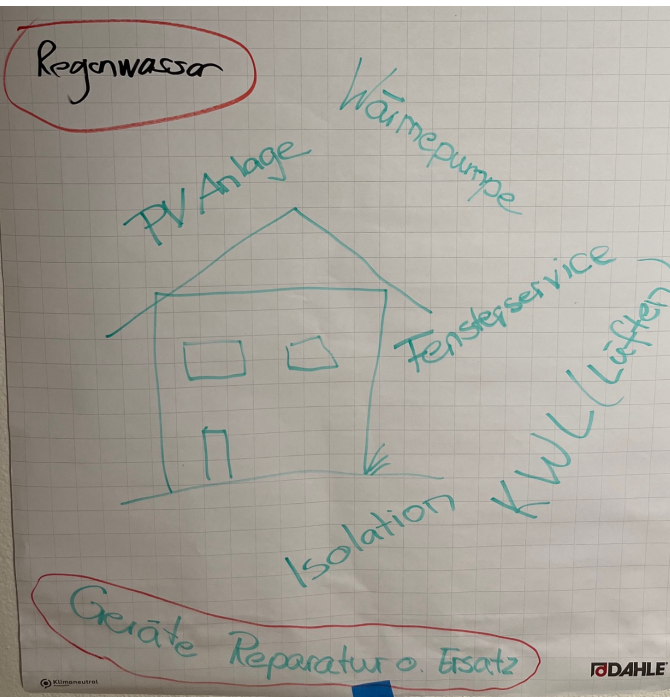 Regenwasser
Wärmepumpe
PV Anlage
Fensterservice
KWL (Lüften)
Isolation
Geräte Reparatur o. Ersatz
Klimaneutral
DAHLE